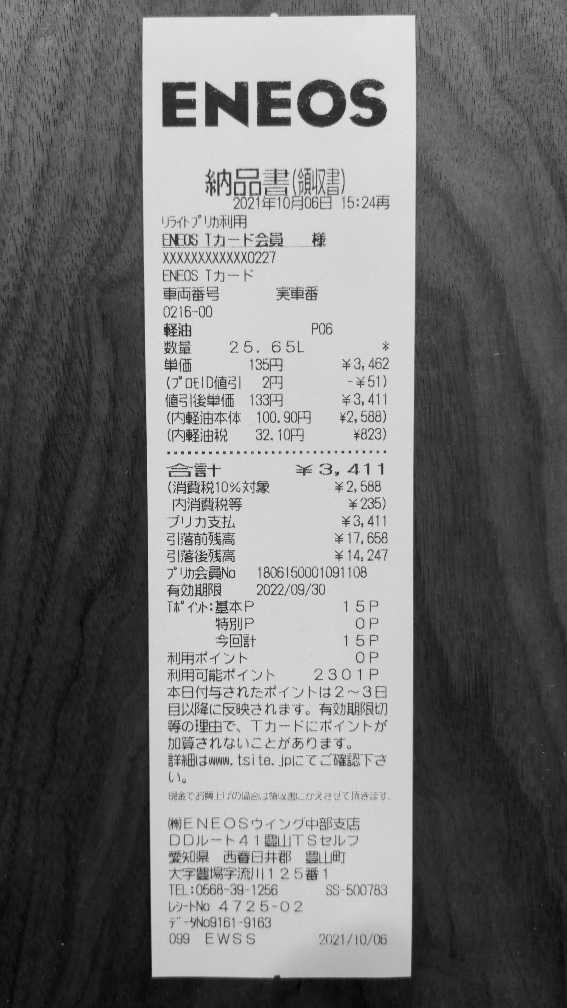 ENEOS
納品書(領収書)
2021年10月06日 15:24再
ﾘﾗｲﾄﾌﾟﾘｶ利用
ENEOS Tカード会員 様
XXXXXXXXXXXX0227
ENEOS Tカード
車両番号 実車番
0216-00
軽油 P06
数量 25.65L *
単価 135円 ¥3,462
(ﾌﾟﾛﾓID値引 2円 -¥51)
値引後単価 133円 ¥3,411
(内軽油本体 100.90円 ¥2,588)
(内軽油税 32.10円 ¥823)
合計 ¥3,411
(消費税10%対象 ¥2,588
内消費税等 ¥235)
プリカ支払 ¥3,411
引落前残高 ¥17,658
引落後残高 ¥14,247
ﾌﾟﾘｶ会員No 1806150001091108
有効期限 2022/09/30
Tﾎﾟｲﾝﾄ:基本P 15P
特別P 0P
今回計 15P
利用ポイント 0P
利用可能ポイント 2301P
本日付与されたポイントは2~3日
目以降に反映されます。有効期限切
等の理由で、Tカードにポイントが
加算されないことがあります。
詳細はwww.tsite.jpにてご確認下さ
い。
現金でお買上げの場合は領収書にかえさせて頂きます。
㈱ENEOSウイング中部支店
DDルート41豊山TSセルフ
愛知県 西春日井郡 豊山町
大字豊場字流川125番1
TEL:0568-39-1256 SS-500783
ﾚｼｰﾄNo 4725-02
ﾃﾞｰﾀNo9161-9163
099 EWSS 2021/10/06